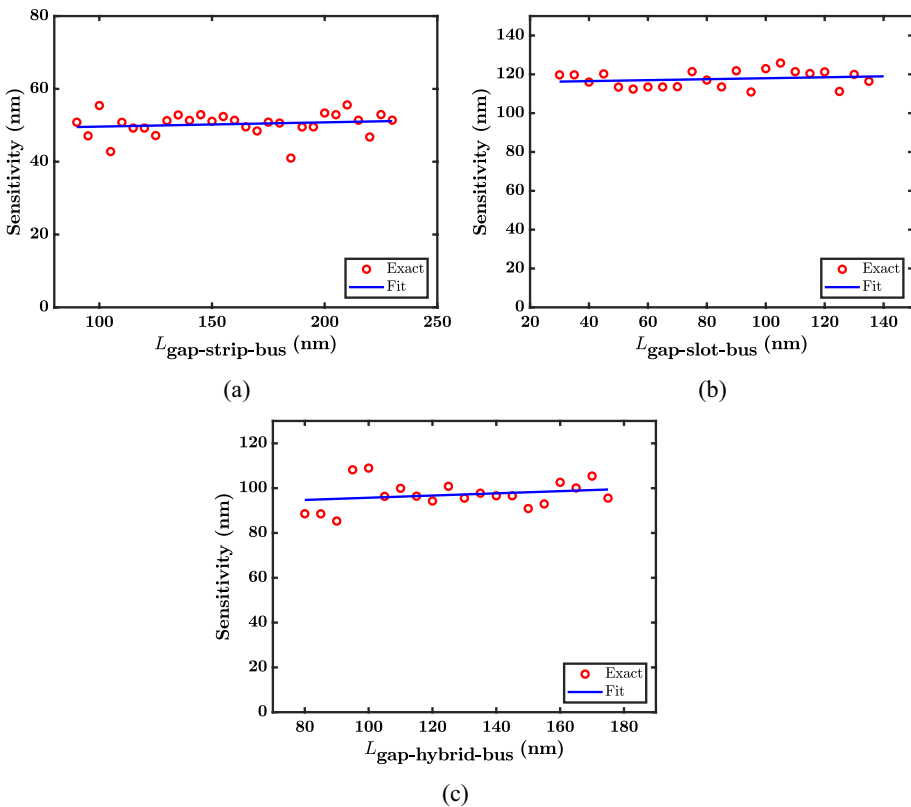 80
60
40
20
0
Sensitivity (nm)
Exact
Fit
100 150 200 250
L gap-strip-bus (nm)
(a)
140
120
100
80
60
40
20
0
Sensitivity (nm)
Exact
Fit
20 40 60 80 100 120 140
L gap-slot-bus (nm)
(b)
120
100
80
60
40
20
0
Sensitivity (nm)
Exact
Fit
80 100 120 140 160 180
L gap-hybrid-bus (nm)
(c)